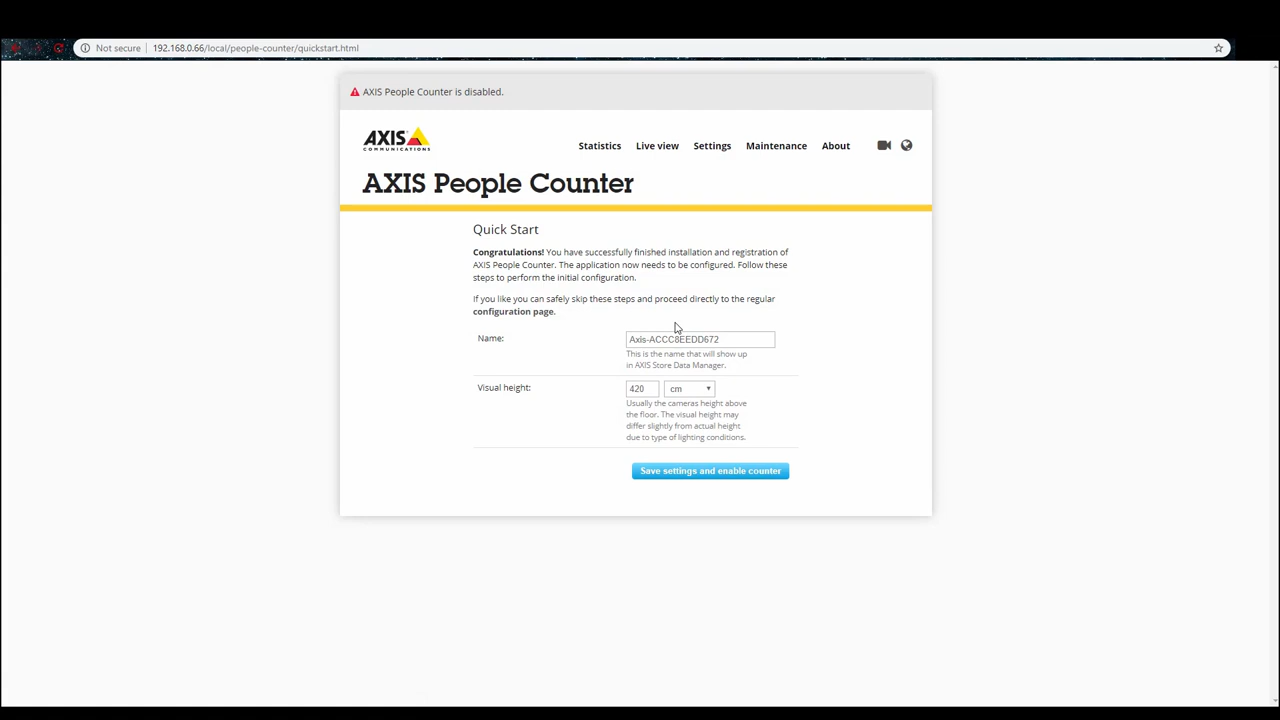 Not secure 192.168.0.66/local/people-counter/quickstart.html
AXIS People Counter is disabled.
AXIS
COMMUNICATIONS
Statistics Live view Settings Maintenance About
AXIS People Counter
Quick Start
Congratulations! You have successfully finished installation and registration of
AXIS People Counter. The application now needs to be configured. Follow these
steps to perform the initial configuration.
If you like you can safely skip these steps and proceed directly to the regular
configuration page.
Name: Axis-ACCC8EEDD672
This is the name that will show up
in AXIS Store Data Manager.
Visual height: 420 cm
Usually the cameras height above
the floor. The visual height may
differ slightly from actual height
due to type of lighting conditions.
Save settings and enable counter